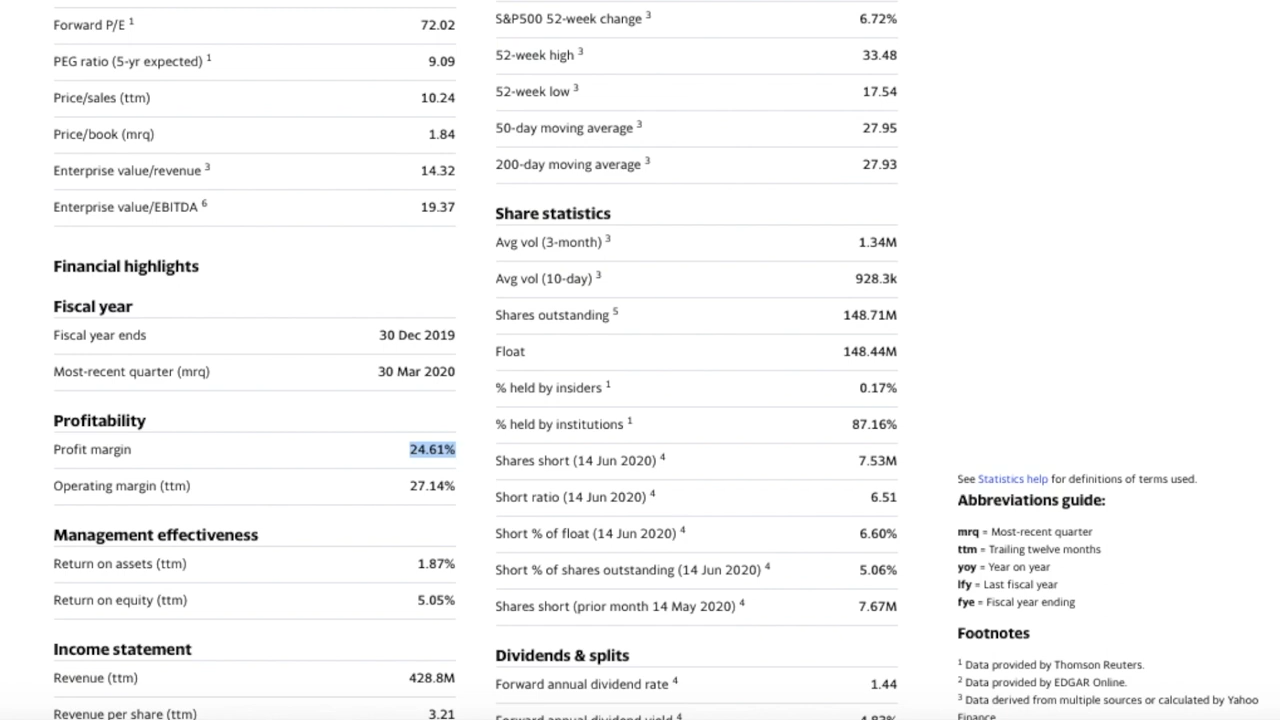 Forward P/E 1 72.02
PEG ratio (5-yr expected) 1 9.09
Price/sales (ttm) 10.24
Price/book (mrq) 1.84
Enterprise value/revenue 3 14.32
Enterprise value/EBITDA 6 19.37
Financial highlights
Fiscal year
Fiscal year ends 30 Dec 2019
Most-recent quarter (mrq) 30 Mar 2020
Profitability
Profit margin 24.61%
Operating margin (ttm) 27.14%
Management effectiveness
Return on assets (ttm) 1.87%
Return on equity (ttm) 5.05%
Income statement
Revenue (ttm) 428.8M
Revenue per share (ttm) 3.21
S&P500 52-week change 3 6.72%
52-week high 3 33.48
52-week low 3 17.54
50-day moving average 3 27.95
200-day moving average 3 27.93
Share statistics
Avg vol (3-month) 3 1.34M
Avg vol (10-day) 3 928.3k
Shares outstanding 5 148.71M
Float 148.44M
% held by insiders 1 0.17%
% held by institutions 1 87.16%
Shares short (14 Jun 2020) 4 7.53M
Short ratio (14 Jun 2020) 4 6.51
Short % of float (14 Jun 2020) 4 6.60%
Short % of shares outstanding (14 Jun 2020) 4 5.06%
Shares short (prior month 14 May 2020) 4 7.67M
Dividends & splits
Forward annual dividend rate 4 1.44
Forward annual dividend yield 4 4.82%
See Statistics help for definitions of terms used.
Abbreviations guide:
mrq = Most-recent quarter
ttm = Trailing twelve months
yoy = Year on year
lfy = Last fiscal year
fye = Fiscal year ending
Footnotes
1 Data provided by Thomson Reuters.
2 Data provided by EDGAR Online.
3 Data derived from multiple sources or calculated by Yahoo
Finance